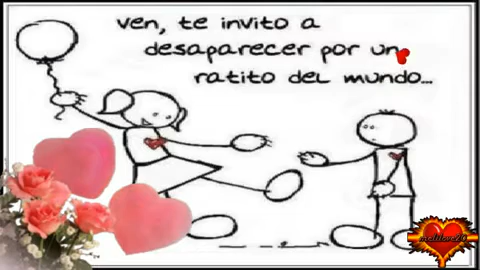 ven, te invito a
desaparecer por un
ratito del mundo...